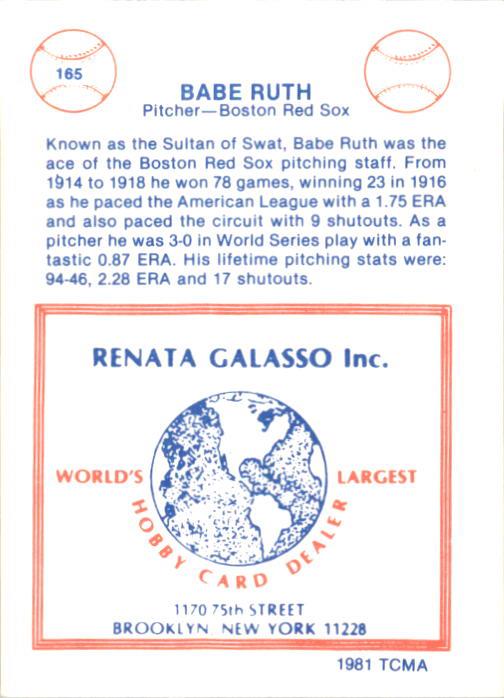 165
BABE RUTH
Pitcher—Boston Red Sox
Known as the Sultan of Swat, Babe Ruth was the
ace of the Boston Red Sox pitching staff. From
1914 to 1918 he won 78 games, winning 23 in 1916
as he paced the American League with a 1.75 ERA
and also paced the circuit with 9 shutouts. As a
pitcher he was 3-0 in World Series play with a fan-
tastic 0.87 ERA. His lifetime pitching stats were:
94-46, 2.28 ERA and 17 shutouts.
RENATA GALASSO Inc.
WORLD'S LARGEST
HOBBY CARD DEALER
1170 75th STREET
BROOKLYN NEW YORK 11228
1981 TCMA